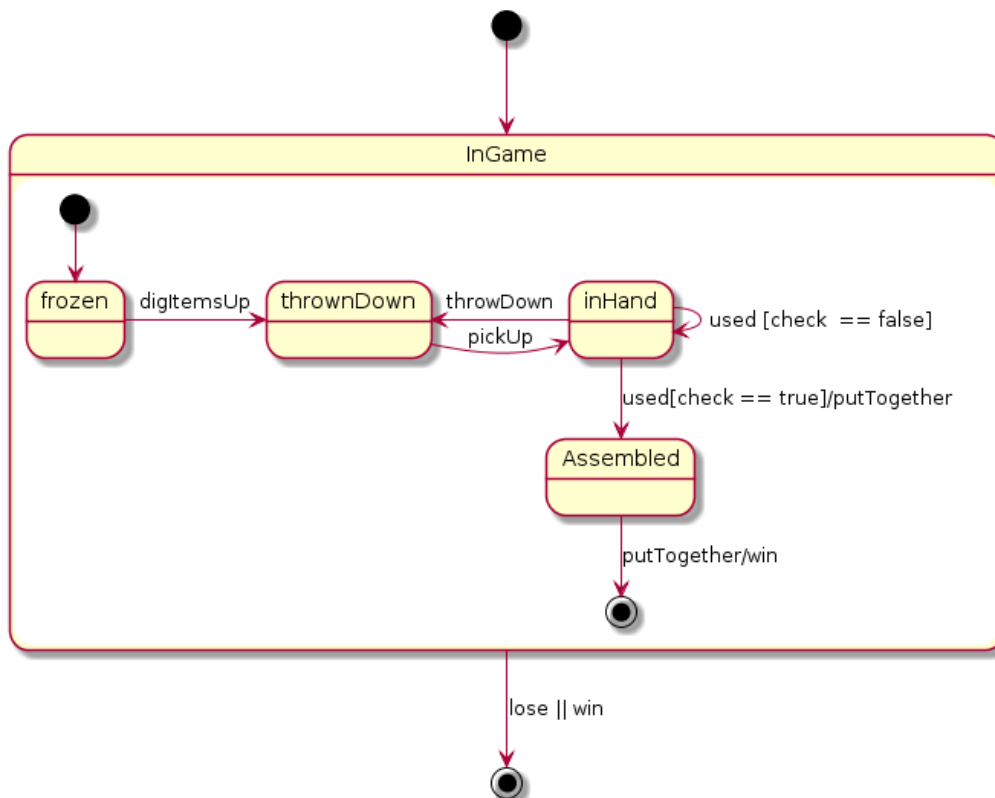 InGame
frozen
digItemsUp
thrownDown
throwDown
pickUp
inHand
used [check  == false]
used[check == true]/putTogether
Assembled
putTogether/win
lose || win